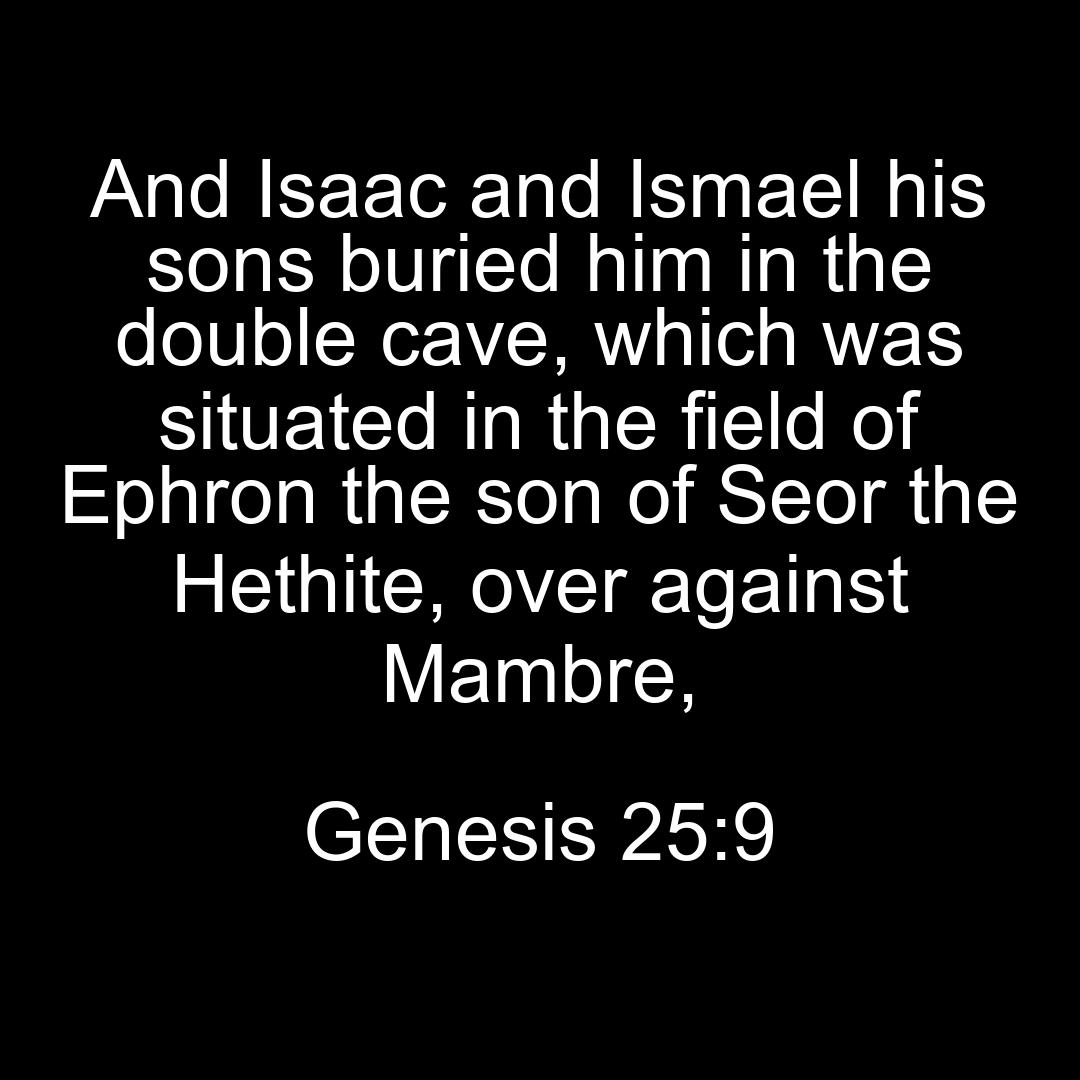 And Isaac and Ismael his
sons buried him in the
double cave, which was
situated in the field of
Ephron the son of Seor the
Hethite, over against
Mambre,
Genesis 25:9